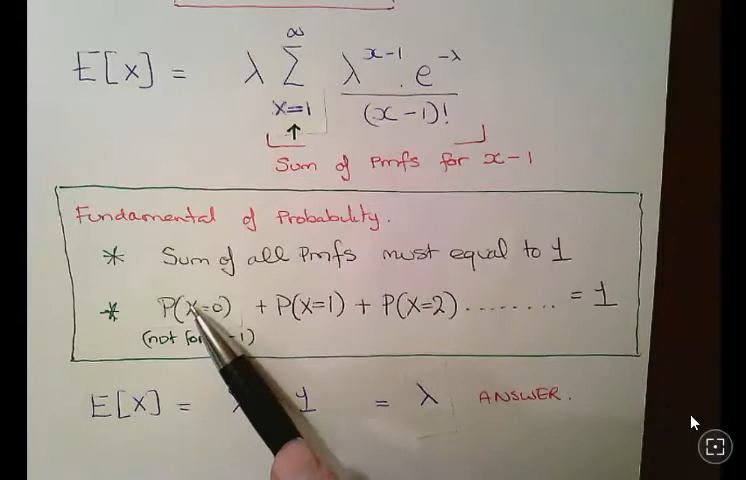 E[x] = λ ∞ Σ x=1 λ^(x-1) . e^(-λ) / (x-1)!
↑
Sum of Pmfs for x-1
Fundamental of Probability.
* Sum of all Pmfs must equal to 1
* P(X=0) + P(X=1) + P(X=2) ........ = 1
(not for -1)
E[X] = λ 1 = λ ANSWER.